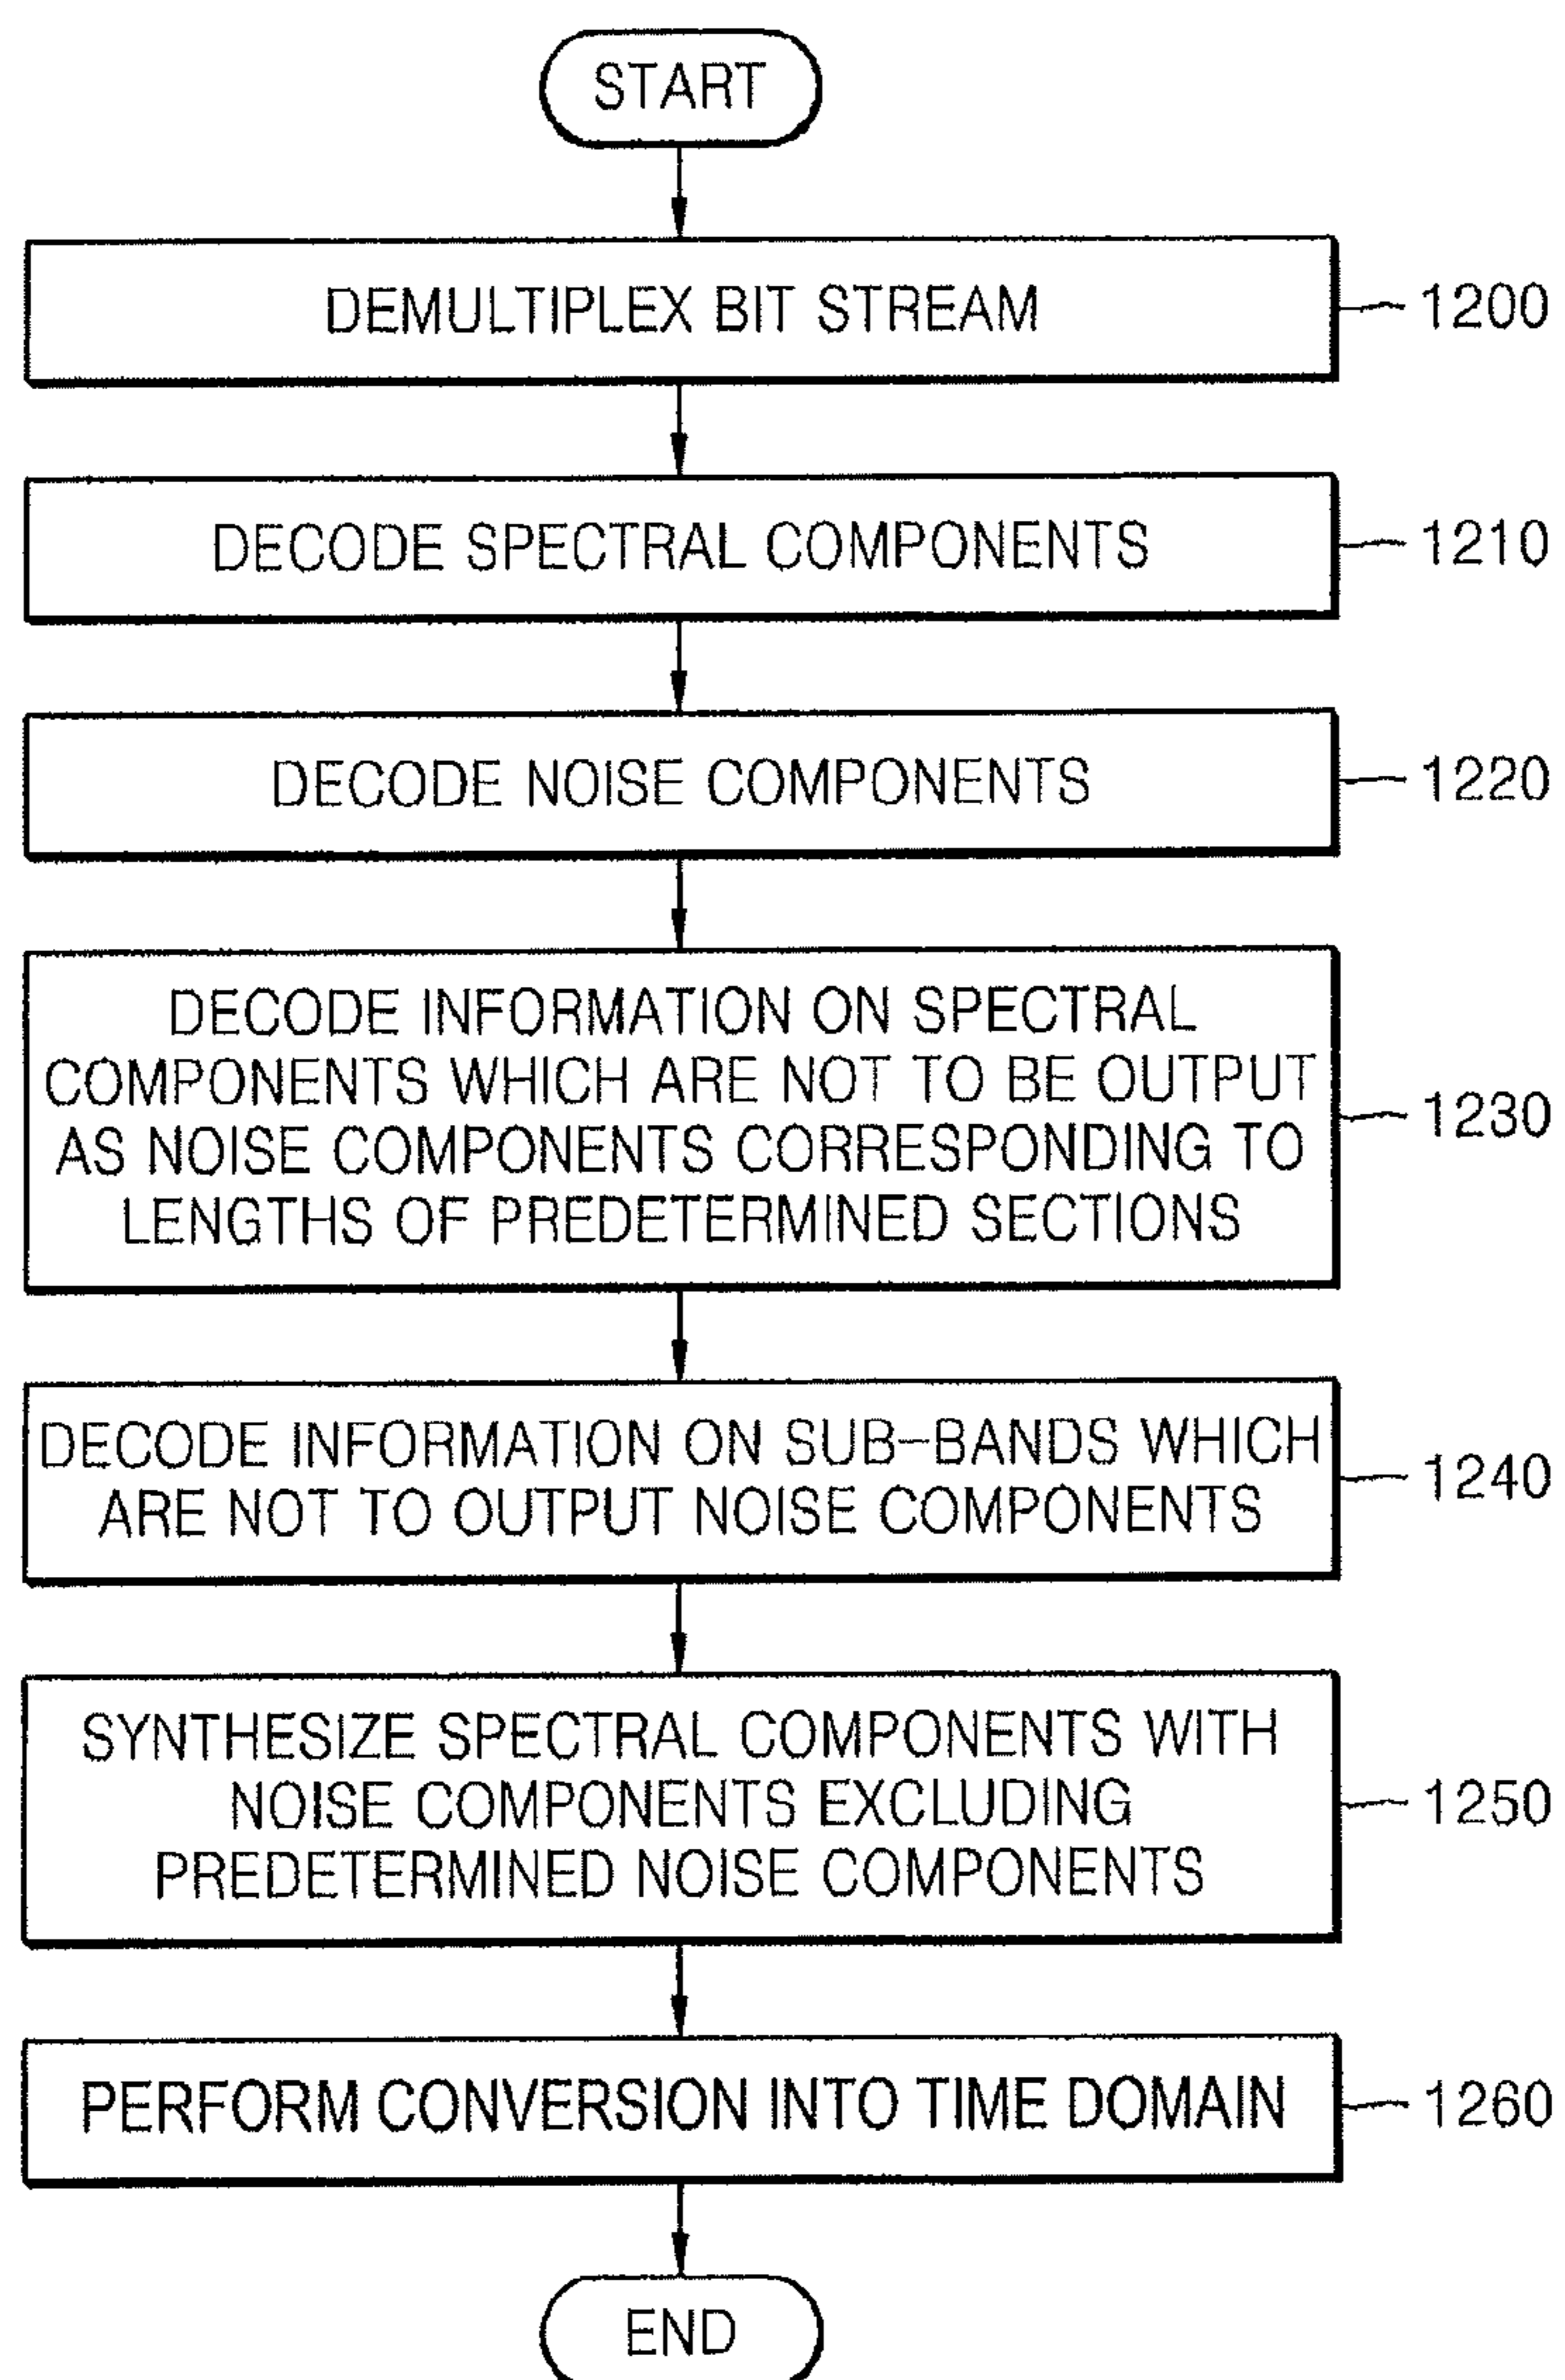 START
DEMULTIPLEX BIT STREAM
1200
DECODE SPECTRAL COMPONENTS
1210
DECODE NOISE COMPONENTS
1220
DECODE INFORMATION ON SPECTRAL
COMPONENTS WHICH ARE NOT TO BE OUTPUT
AS NOISE COMPONENTS CORRESPONDING TO
LENGTHS OF PREDETERMINED SECTIONS
1230
DECODE INFORMATION ON SUB-BANDS WHICH
ARE NOT TO OUTPUT NOISE COMPONENTS
1240
SYNTHESIZE SPECTRAL COMPONENTS WITH
NOISE COMPONENTS EXCLUDING
PREDETERMINED NOISE COMPONENTS
1250
PERFORM CONVERSION INTO TIME DOMAIN
1260
END